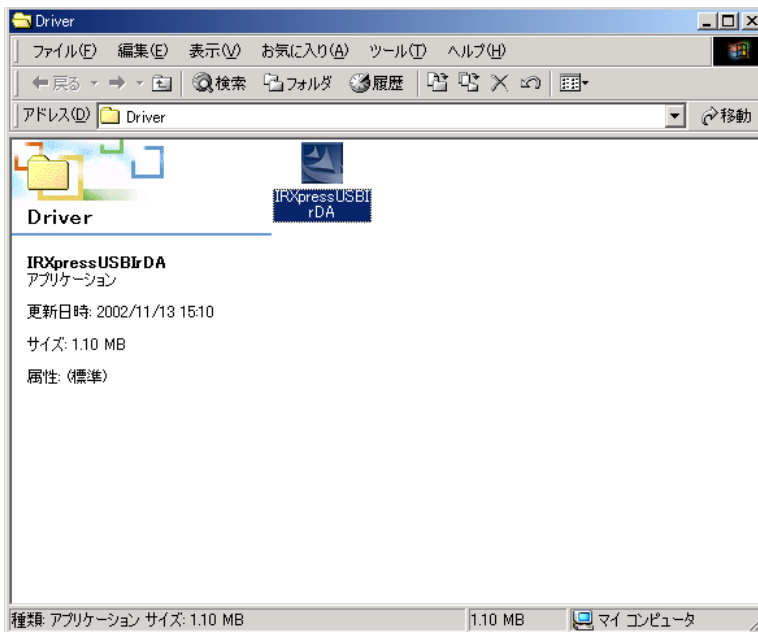 Driver
ファイル(F) 編集(E) 表示(V) お気に入り(A) ツール(T) ヘルプ(H)
戻る 検索 フォルダ 履歴
アドレス(D) Driver 移動
IRXpressUSBI
rDA
Driver
IRXpressUSBIrDA
アプリケーション
更新日時: 2002/11/13 15:10
サイズ: 1.10 MB
属性: (標準)
種類: アプリケーション サイズ: 1.10 MB 1.10 MB マイ コンピュータ